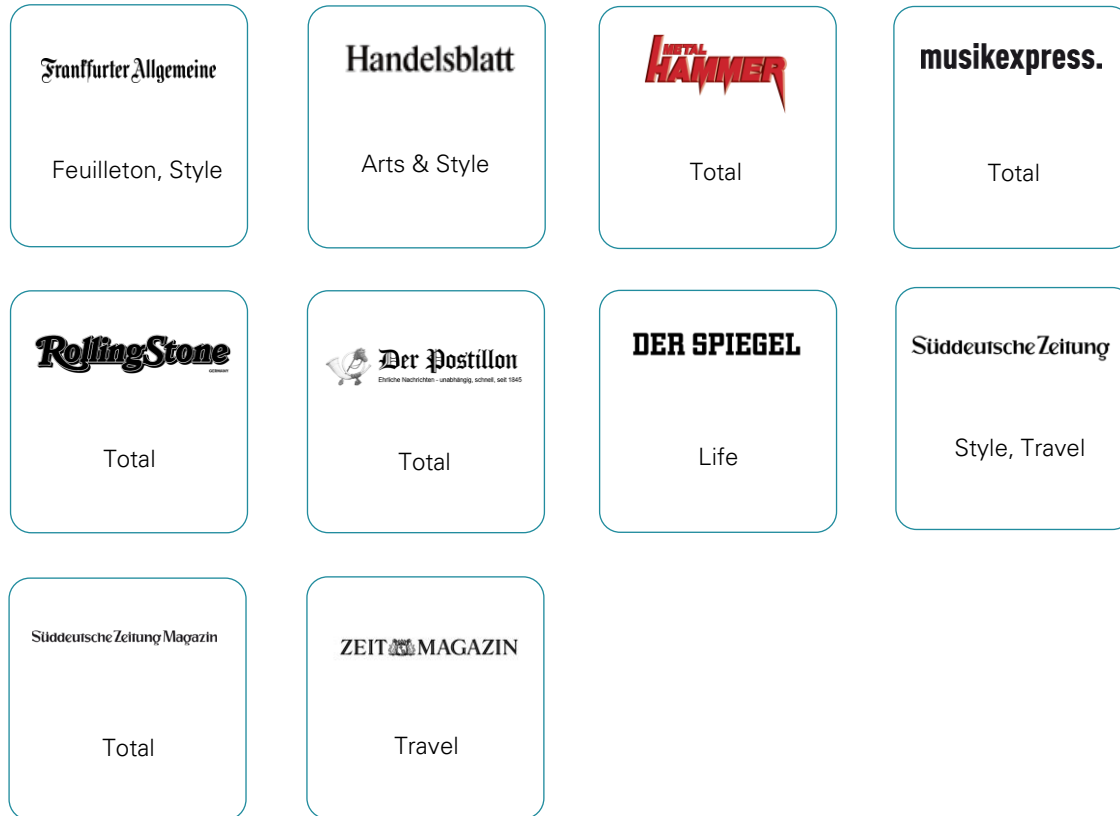 Frankfurter Allgemeine
Feuilleton, Style
Handelsblatt
Arts & Style
METAL
HAMMER
Total
musikexpress.
Total
RollingStone
GERMANY
Total
Der Postillon
Ehrliche Nachrichten - unabhängig, schnell, seit 1845
Total
DER SPIEGEL
Life
Süddeutsche Zeitung
Style, Travel
Süddeutsche Zeitung Magazin
Total
ZEIT MAGAZIN
Travel